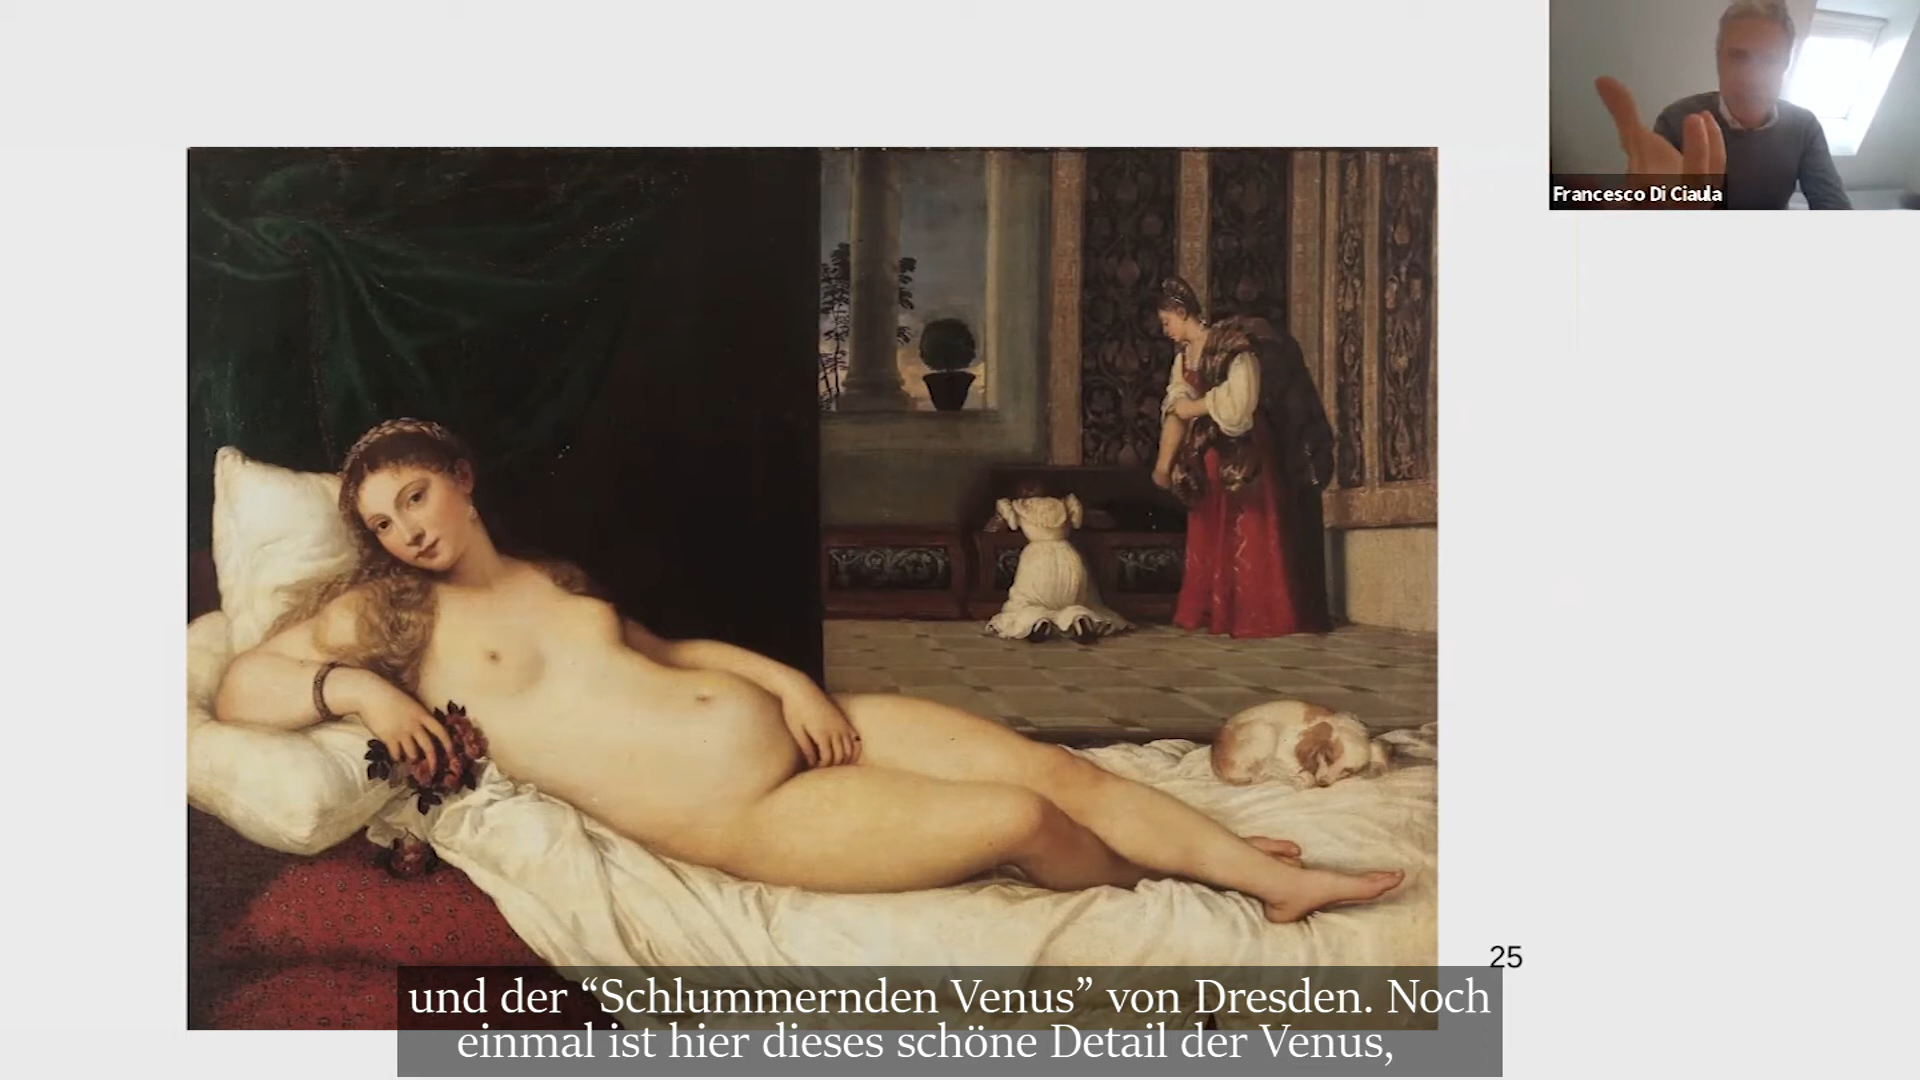 Francesco Di Ciaula
25
und der “Schlummernden Venus” von Dresden. Noch
einmal ist hier dieses schöne Detail der Venus,